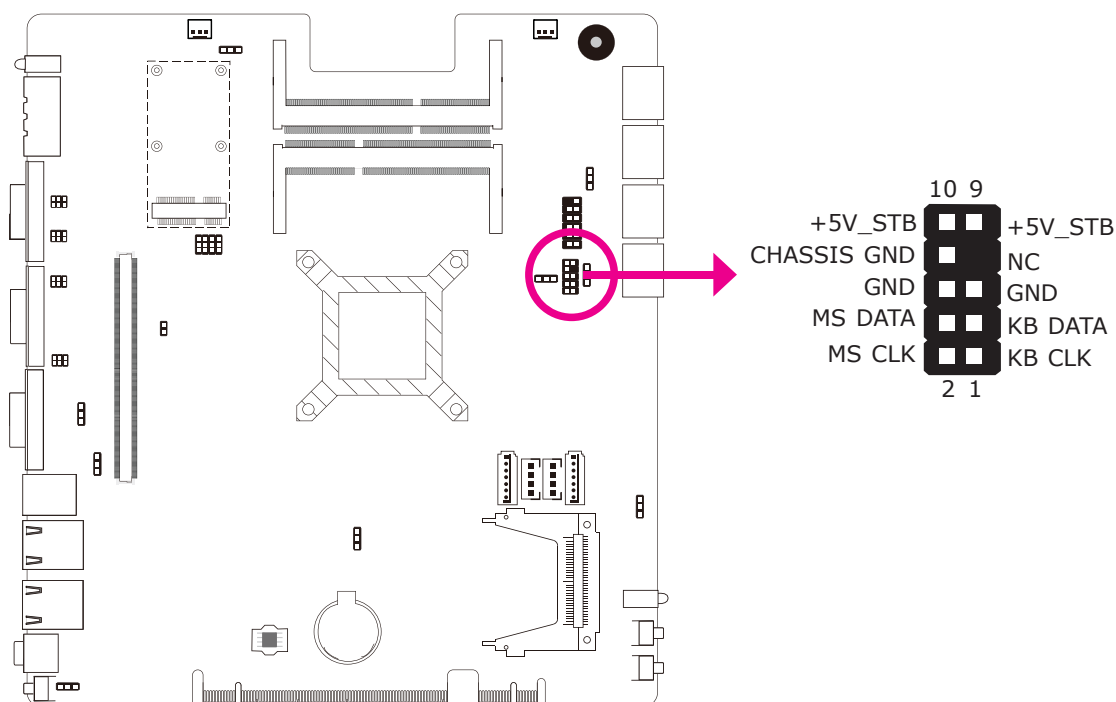 10 9
+5V_STB +5V_STB
CHASSIS GND NC
GND GND
MS DATA KB DATA
MS CLK KB CLK
2 1